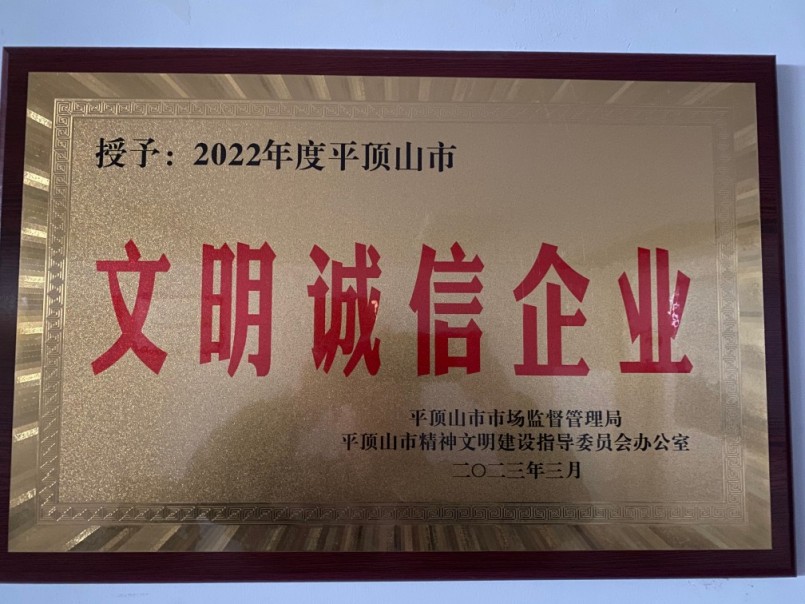 授予：2022年度平顶山市
文明诚信企业
平顶山市市场监督管理局
平顶山市精神文明建设指导委员会办公室
二〇二三年三月